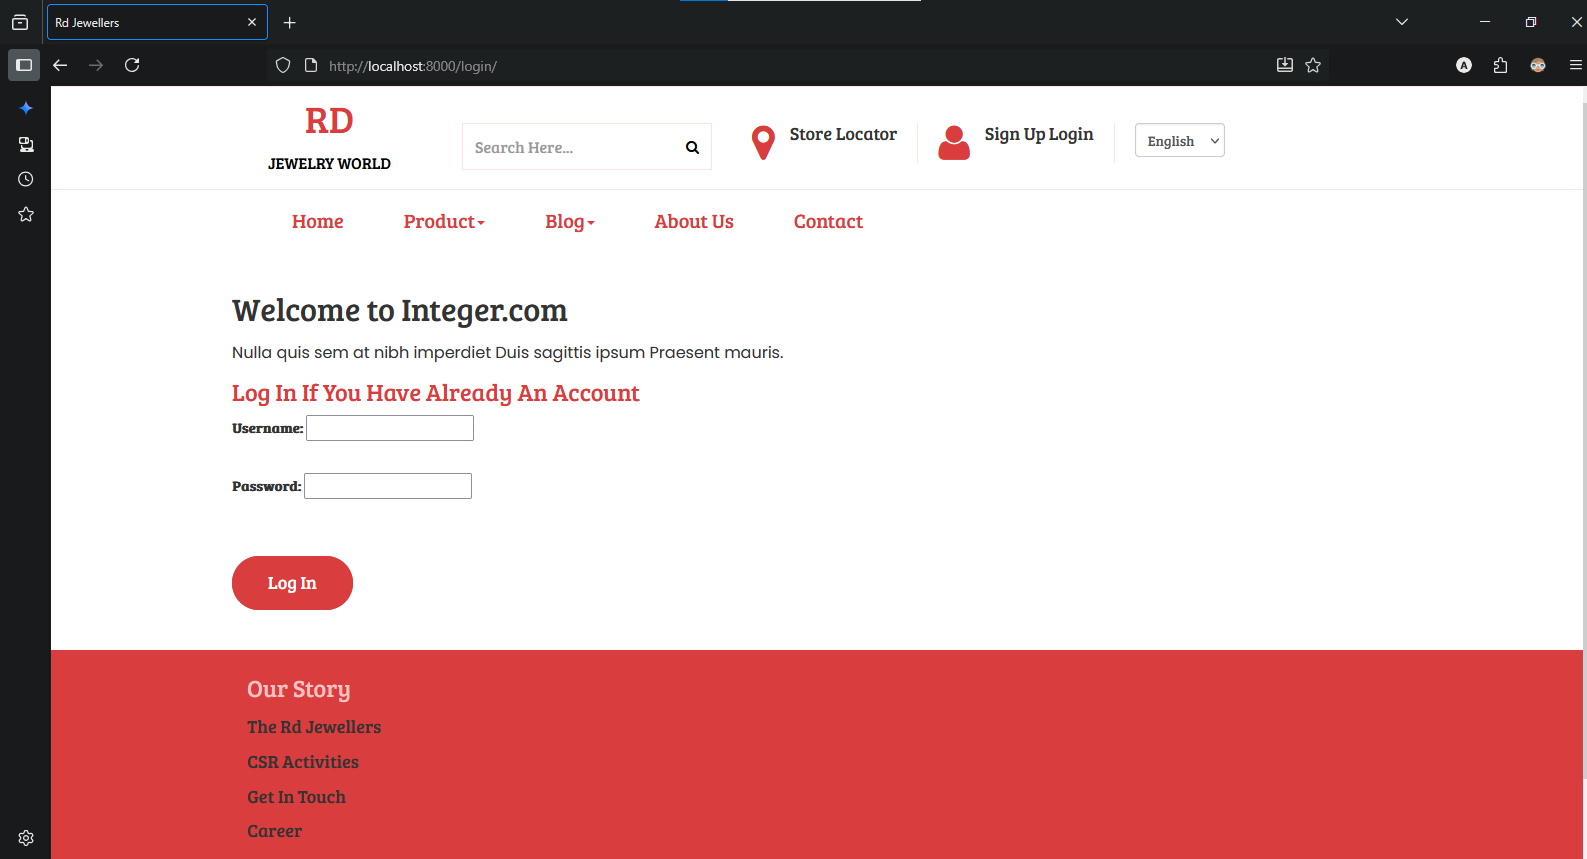 Rd Jewellers
http://localhost:8000/login/
A
RD
JEWELRY WORLD
Search Here...
Store Locator
Sign Up Login
English
Home
Product
Blog
About Us
Contact
Welcome to Integer.com
Nulla quis sem at nibh imperdiet Duis sagittis ipsum Praesent mauris.
Log In If You Have Already An Account
Username:
Password:
Log In
Our Story
The Rd Jewellers
CSR Activities
Get In Touch
Career